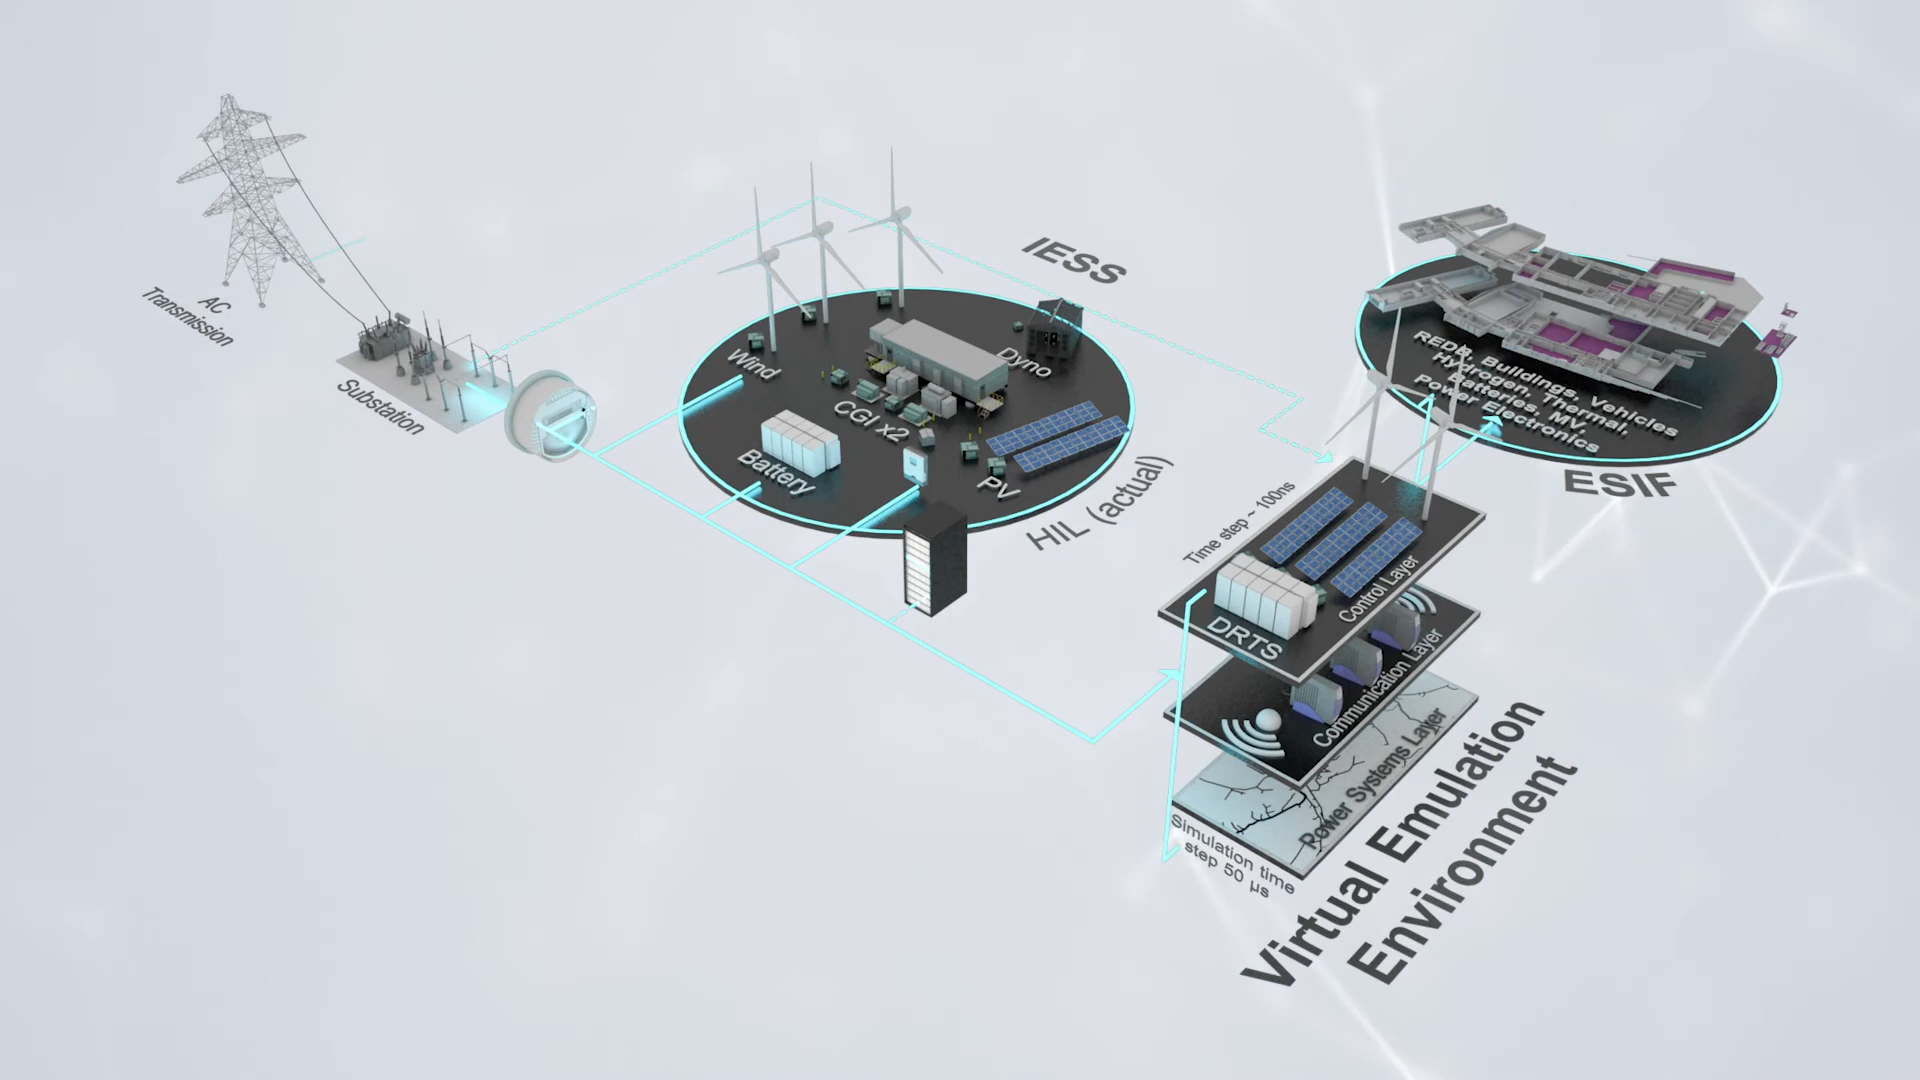 AC
Transmission
Substation
IESS
Wind
Dyno
CGI x2
Battery
PV
HIL (actual)
REDB, Buildings, Vehicles
Hydrogen, Thermal,
Batteries, MV,
Power Electronics
ESIF
Time step ~ 100ns
Control Layer
DRTS
Communication Layer
Power Systems Layer
Simulation time
step 50 µs
Virtual Emulation
Environment